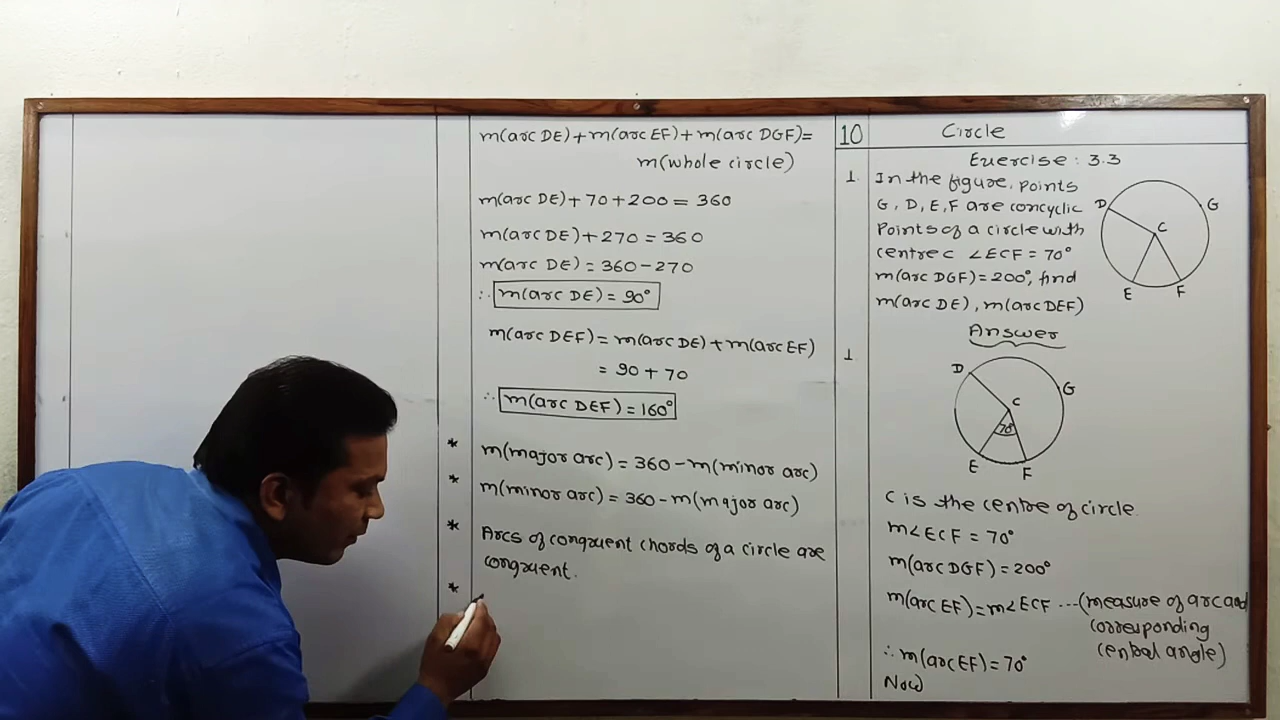 10 Circle
Exercise : 3.3
1. In the figure, points
G, D, E, F are concyclic
Points of a circle with
centre C ∠ECF = 70°
m(arc DGF) = 200°, find
m(arc DE), m(arc DEF)
D
G
C
E
F
Answer
1
D
G
C
70°
E
F
C is the centre of circle.
m∠ECF = 70°
m(arc DGF) = 200°
m(arc EF) = m∠ECF ---(measure of arc and
corresponding
central angle)
∴ m(arc EF) = 70°
Now
m(arc DE) + m(arc EF) + m(arc DGF) =
m(whole circle)
m(arc DE) + 70 + 200 = 360
m(arc DE) + 270 = 360
m(arc DE) = 360 - 270
∴ m(arc DE) = 90°
m(arc DEF) = m(arc DE) + m(arc EF)
= 90 + 70
∴ m(arc DEF) = 160°
* m(major arc) = 360 - m(minor arc)
* m(minor arc) = 360 - m(major arc)
* Arcs of congruent chords of a circle are
congruent.
*